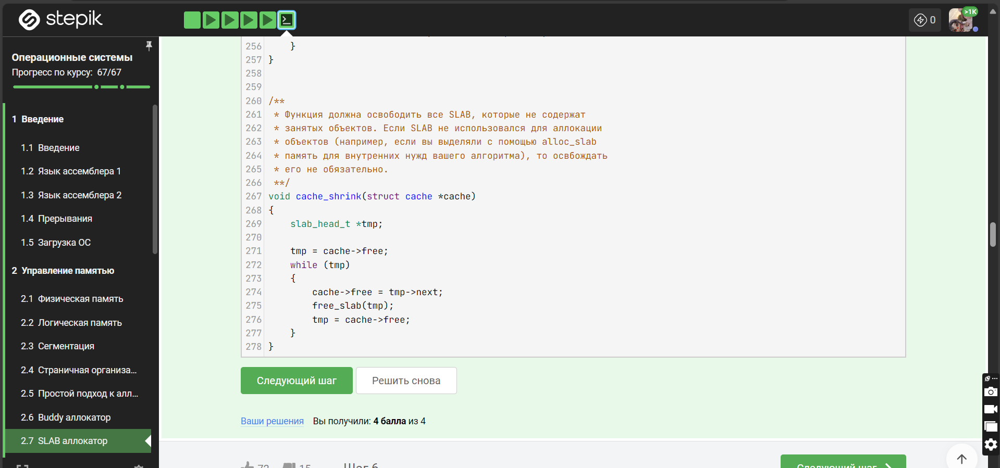 stepik
0
>1K
Операционные системы
Прогресс по курсу: 67/67
1 Введение
1.1 Введение
1.2 Язык ассемблера 1
1.3 Язык ассемблера 2
1.4 Прерывания
1.5 Загрузка ОС
2 Управление памятью
2.1 Физическая память
2.2 Логическая память
2.3 Сегментация
2.4 Страничная организа...
2.5 Простой подход к алл...
2.6 Buddy аллокатор
2.7 SLAB аллокатор
256     }
257 }
258
259
260 /**
261  * Функция должна освободить все SLAB, которые не содержат
262  * занятых объектов. Если SLAB не использовался для аллокации
263  * объектов (например, если вы выделяли с помощью alloc_slab
264  * память для внутренних нужд вашего алгоритма), то освбождать
265  * его не обязательно.
266  **/
267 void cache_shrink(struct cache *cache)
268 {
269     slab_head_t *tmp;
270
271     tmp = cache->free;
272     while (tmp)
273     {
274         cache->free = tmp->next;
275         free_slab(tmp);
276         tmp = cache->free;
277     }
278 }
Следующий шаг
Решить снова
Ваши решения Вы получили: 4 балла из 4
72 15 Шаг 6
Следующий шаг